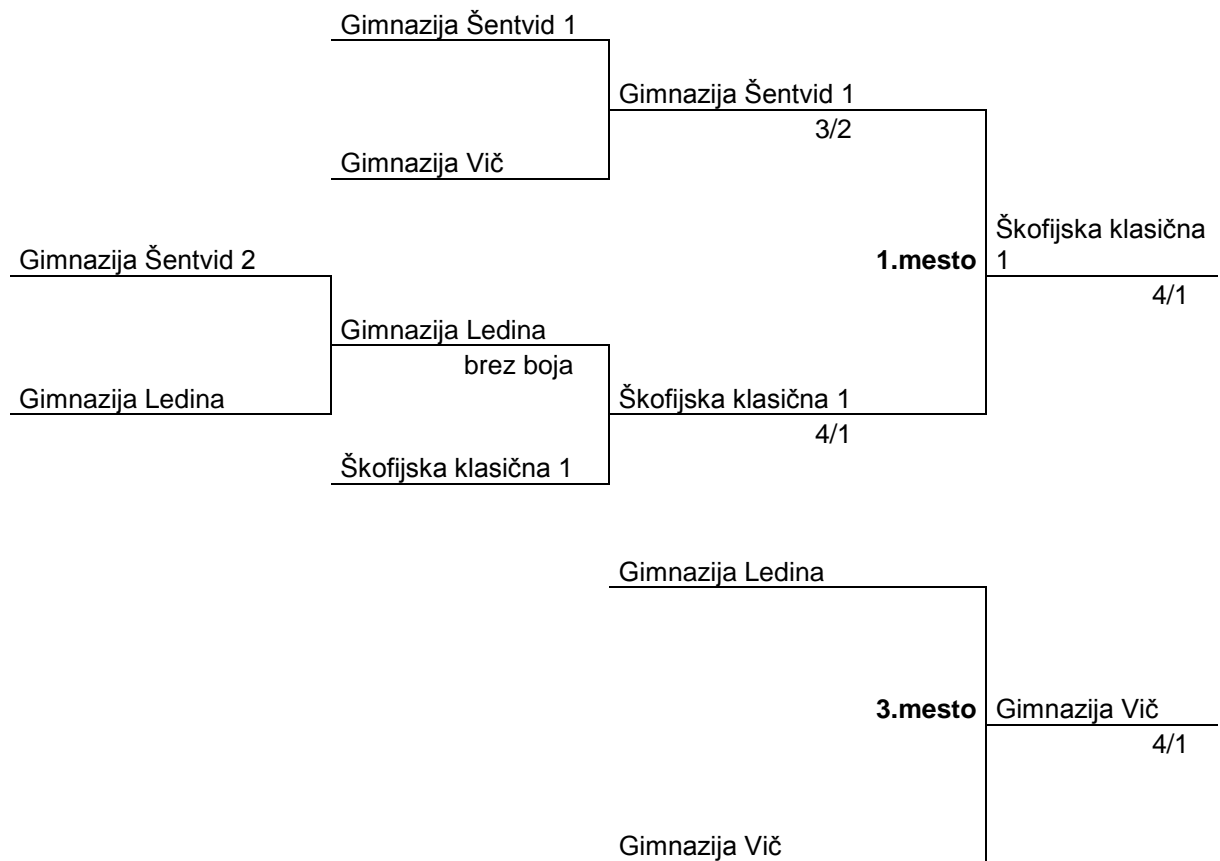 Gimnazija Šentvid 1
Gimnazija Šentvid 1
3/2
Gimnazija Vič
Škofijska klasična
Gimnazija Šentvid 2
1.mesto
1
4/1
Gimnazija Ledina
brez boja
Gimnazija Ledina
Škofijska klasična 1
4/1
Škofijska klasična 1
Gimnazija Ledina
3.mesto
Gimnazija Vič
4/1
Gimnazija Vič